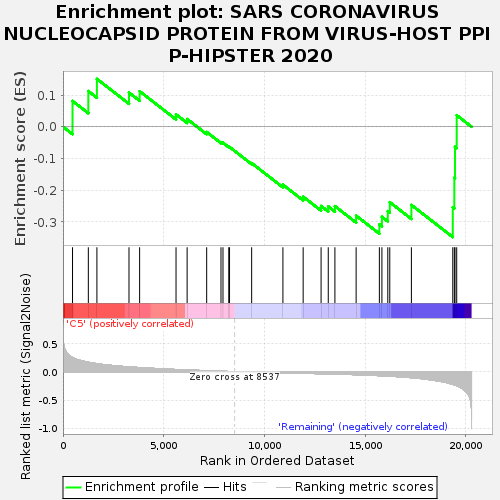 Enrichment plot: SARS CORONAVIRUS
NUCLEOCAPSID PROTEIN FROM VIRUS-HOST PPI
P-HIPSTER 2020
Enrichment score (ES)
0.1
0.0
-0.1
-0.2
-0.3
'C5' (positively correlated)
Ranked list metric (Signal2Noise)
0.5
0.0
-0.5
-1.0
Zero cross at 8537
'Remaining' (negatively correlated)
0
5,000
10,000
15,000
20,000
Rank in Ordered Dataset
Enrichment profile
Hits
Ranking metric scores